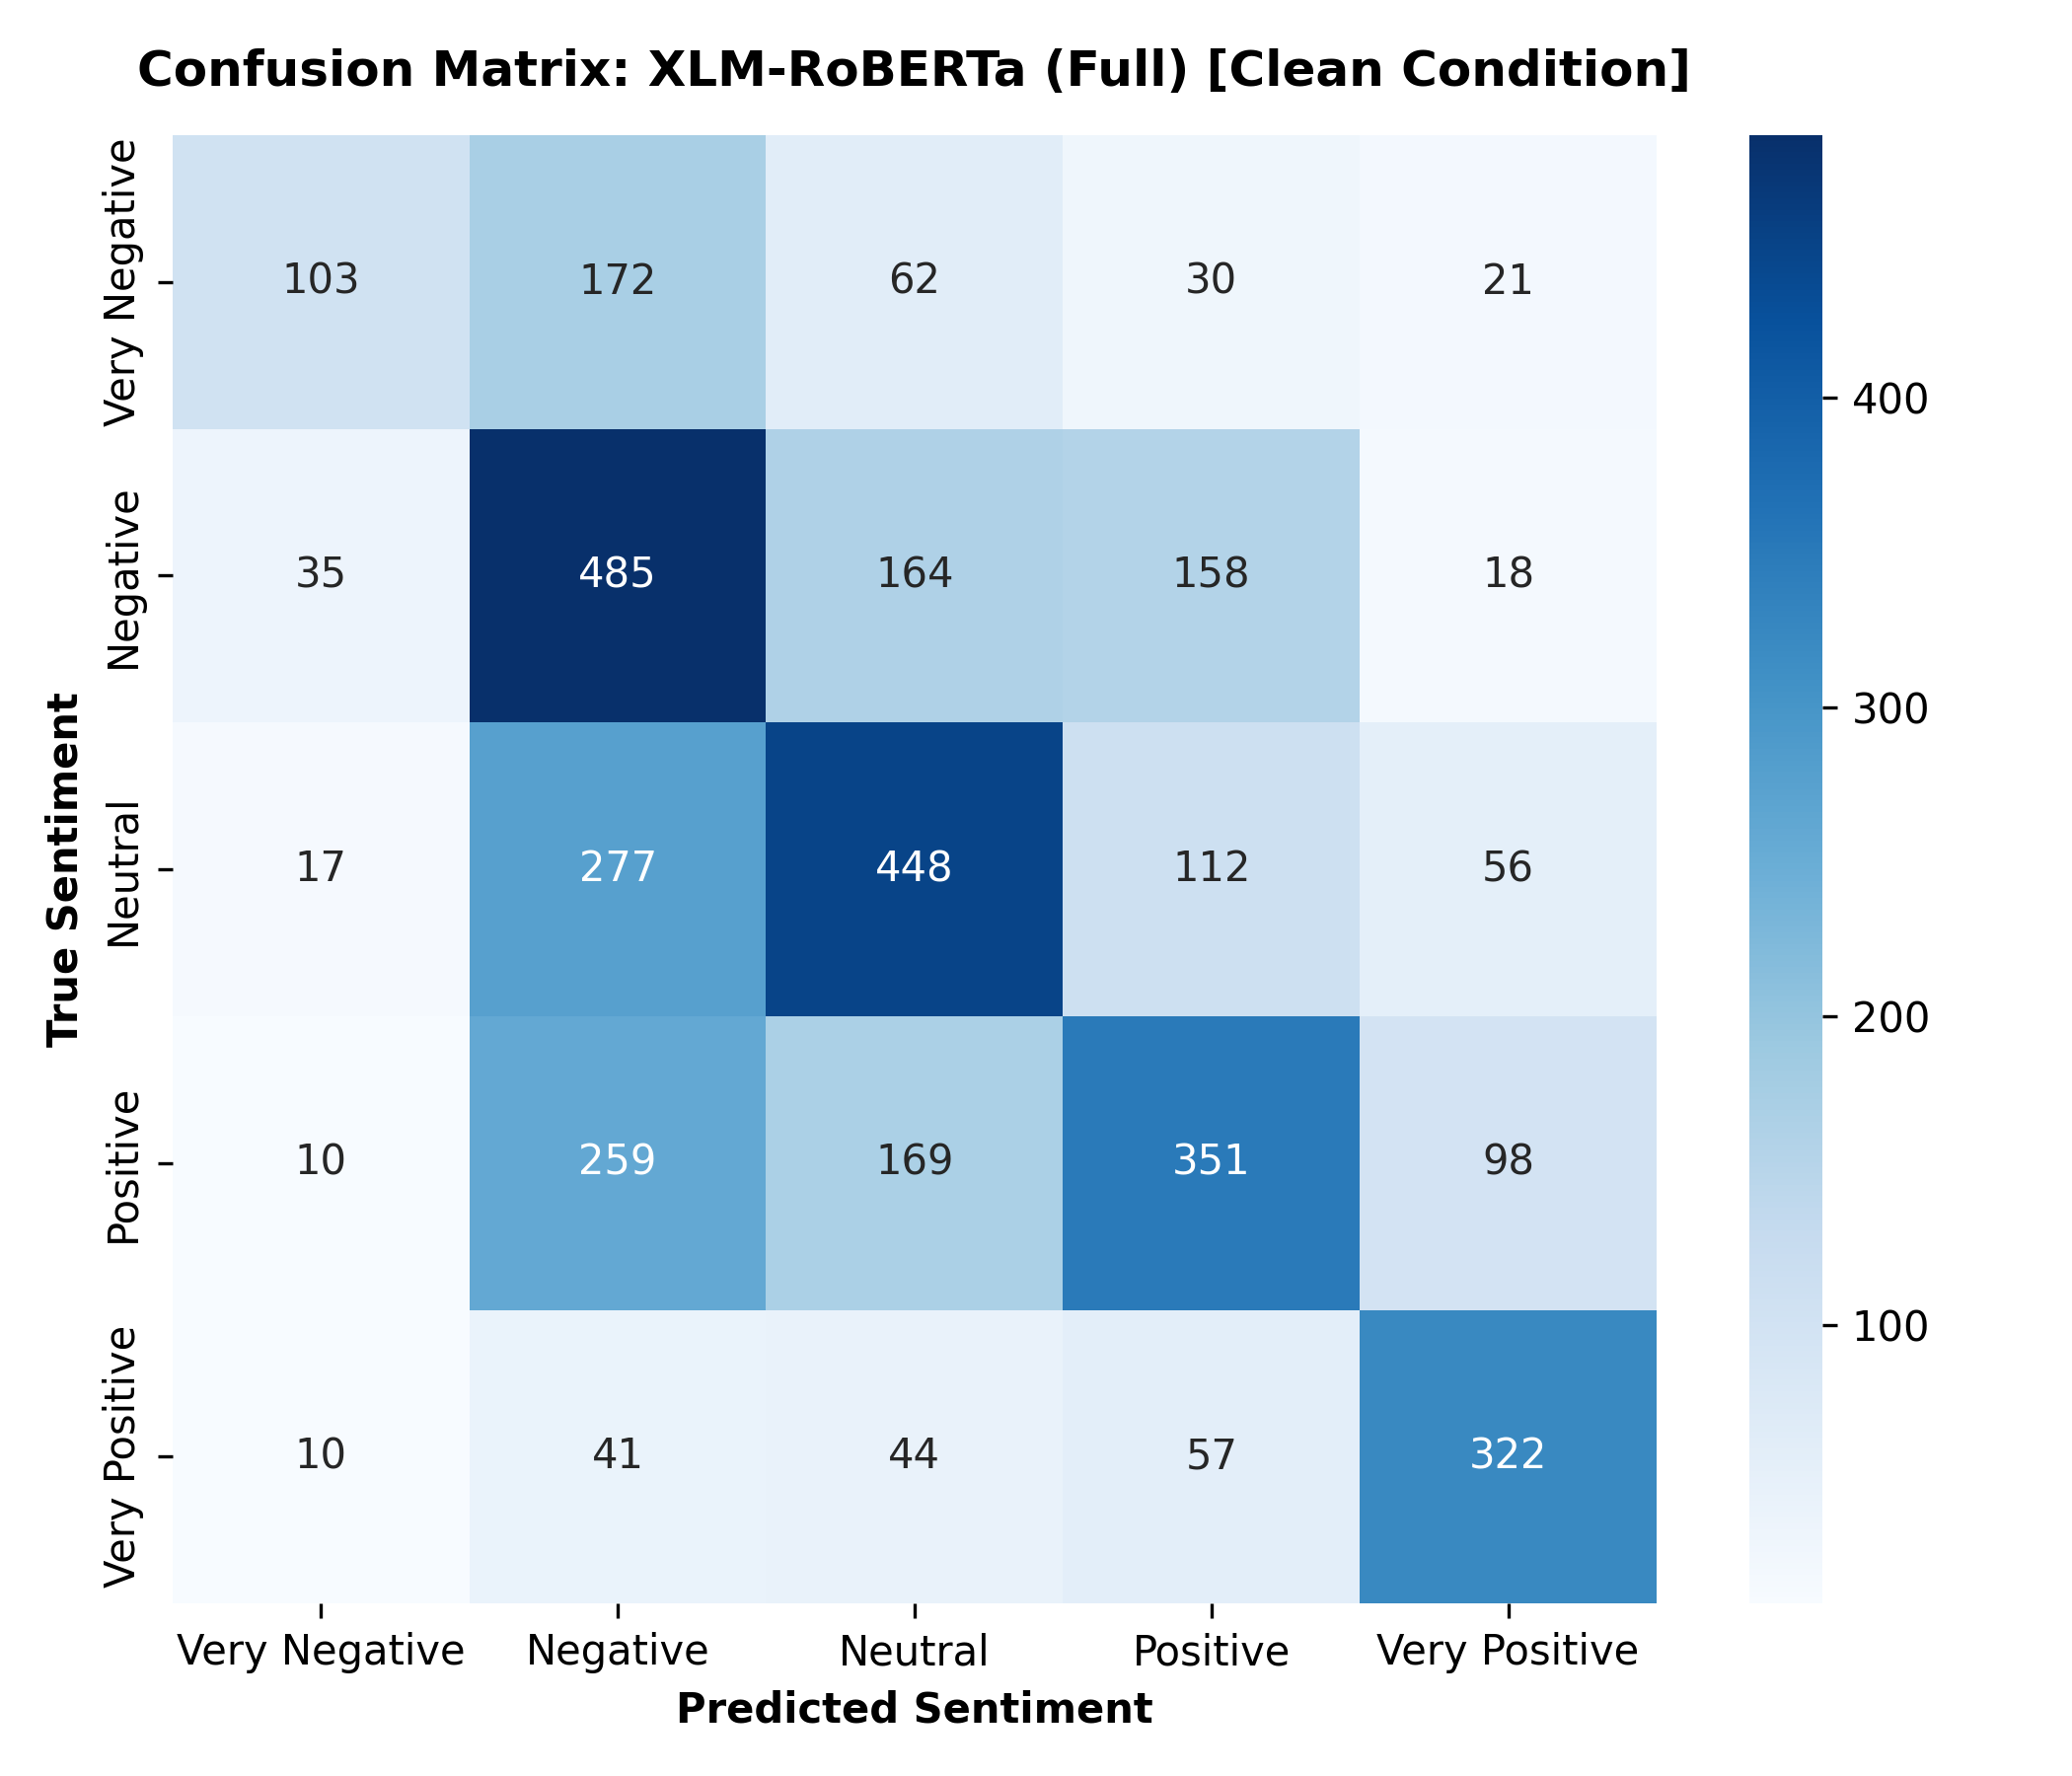 Confusion Matrix: XLM-RoBERTa (Full) [Clean Condition]
True Sentiment
Very Negative
103 172 62 30 21
Negative
35 485 164 158 18
Neutral
17 277 448 112 56
Positive
10 259 169 351 98
Very Positive
10 41 44 57 322
Very Negative Negative Neutral Positive Very Positive
Predicted Sentiment
400
300
200
100